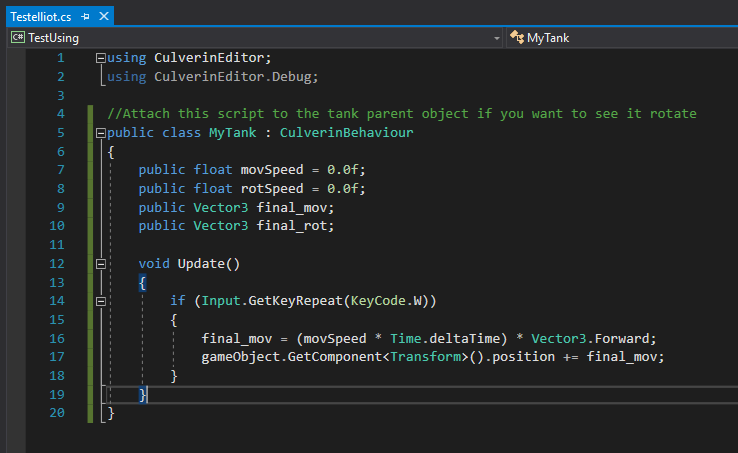 Testelliot.cs
C# TestUsing MyTank
1 using CulverinEditor;
2 using CulverinEditor.Debug;
3
4 //Attach this script to the tank parent object if you want to see it rotate
5 public class MyTank : CulverinBehaviour
6 {
7 public float movSpeed = 0.0f;
8 public float rotSpeed = 0.0f;
9 public Vector3 final_mov;
10 public Vector3 final_rot;
11
12 void Update()
13 {
14 if (Input.GetKeyRepeat(KeyCode.W))
15 {
16 final_mov = (movSpeed * Time.deltaTime) * Vector3.Forward;
17 gameObject.GetComponent<Transform>().position += final_mov;
18 }
19 }
20 }